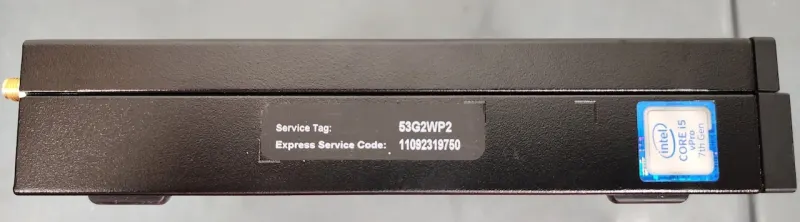 Service Tag: 53G2WP2
Express Service Code: 11092319750
intel
CORE i5
vPro
7th Gen